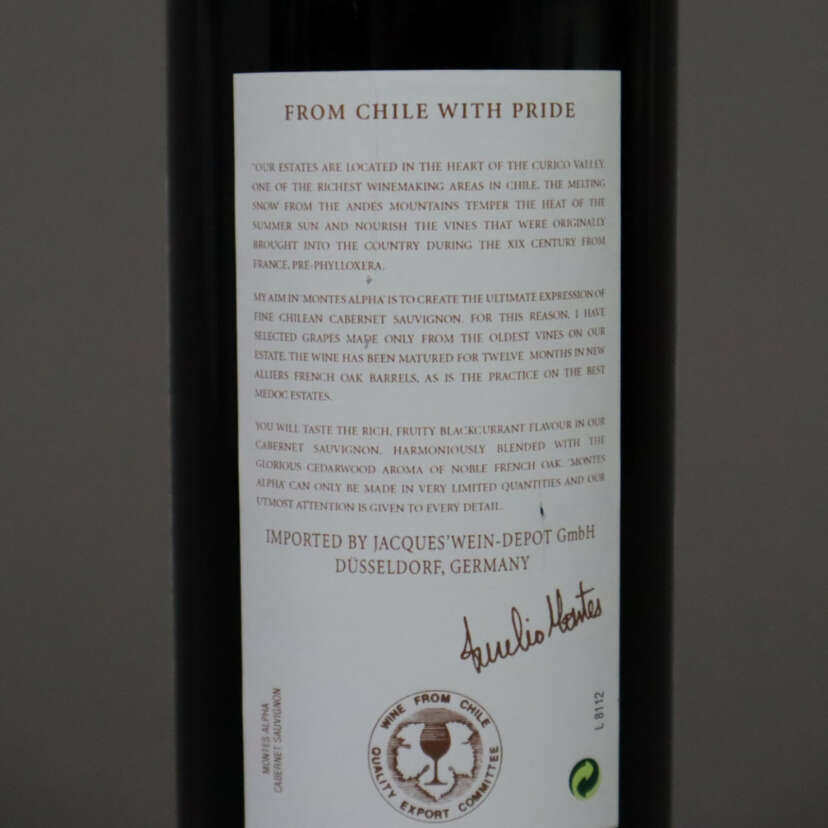 FROM CHILE WITH PRIDE
"OUR ESTATES ARE LOCATED IN THE HEART OF THE CURICO VALLEY,
ONE OF THE RICHEST WINEMAKING AREAS IN CHILE. THE MELTING
SNOW FROM THE ANDES MOUNTAINS TEMPER THE HEAT OF THE
SUMMER SUN AND NOURISH THE VINES THAT WERE ORIGINALLY
BROUGHT INTO THE COUNTRY DURING THE XIX CENTURY FROM
FRANCE, PRE-PHYLLOXERA.
MY AIM IN 'MONTES ALPHA' IS TO CREATE THE ULTIMATE EXPRESSION OF
FINE CHILEAN CABERNET SAUVIGNON. FOR THIS REASON, I HAVE
SELECTED GRAPES MADE ONLY FROM THE OLDEST VINES ON OUR
ESTATE. THE WINE HAS BEEN MATURED FOR TWELVE MONTHS IN NEW
ALLIERS FRENCH OAK BARRELS, AS IS THE PRACTICE ON THE BEST
MEDOC ESTATES.
YOU WILL TASTE THE RICH, FRUITY BLACKCURRANT FLAVOUR IN OUR
CABERNET SAUVIGNON, HARMONIOUSLY BLENDED WITH THE
GLORIOUS CEDARWOOD AROMA OF NOBLE FRENCH OAK. 'MONTES
ALPHA' CAN ONLY BE MADE IN VERY LIMITED QUANTITIES AND OUR
UTMOST ATTENTION IS GIVEN TO EVERY DETAIL.
IMPORTED BY JACQUES'WEIN-DEPOT GmbH
DÜSSELDORF, GERMANY
Aurelio Montes
MONTES ALPHA
CABERNET SAUVIGNON
WINE FROM CHILE
QUALITY EXPORT COMMITTEE
L 8112